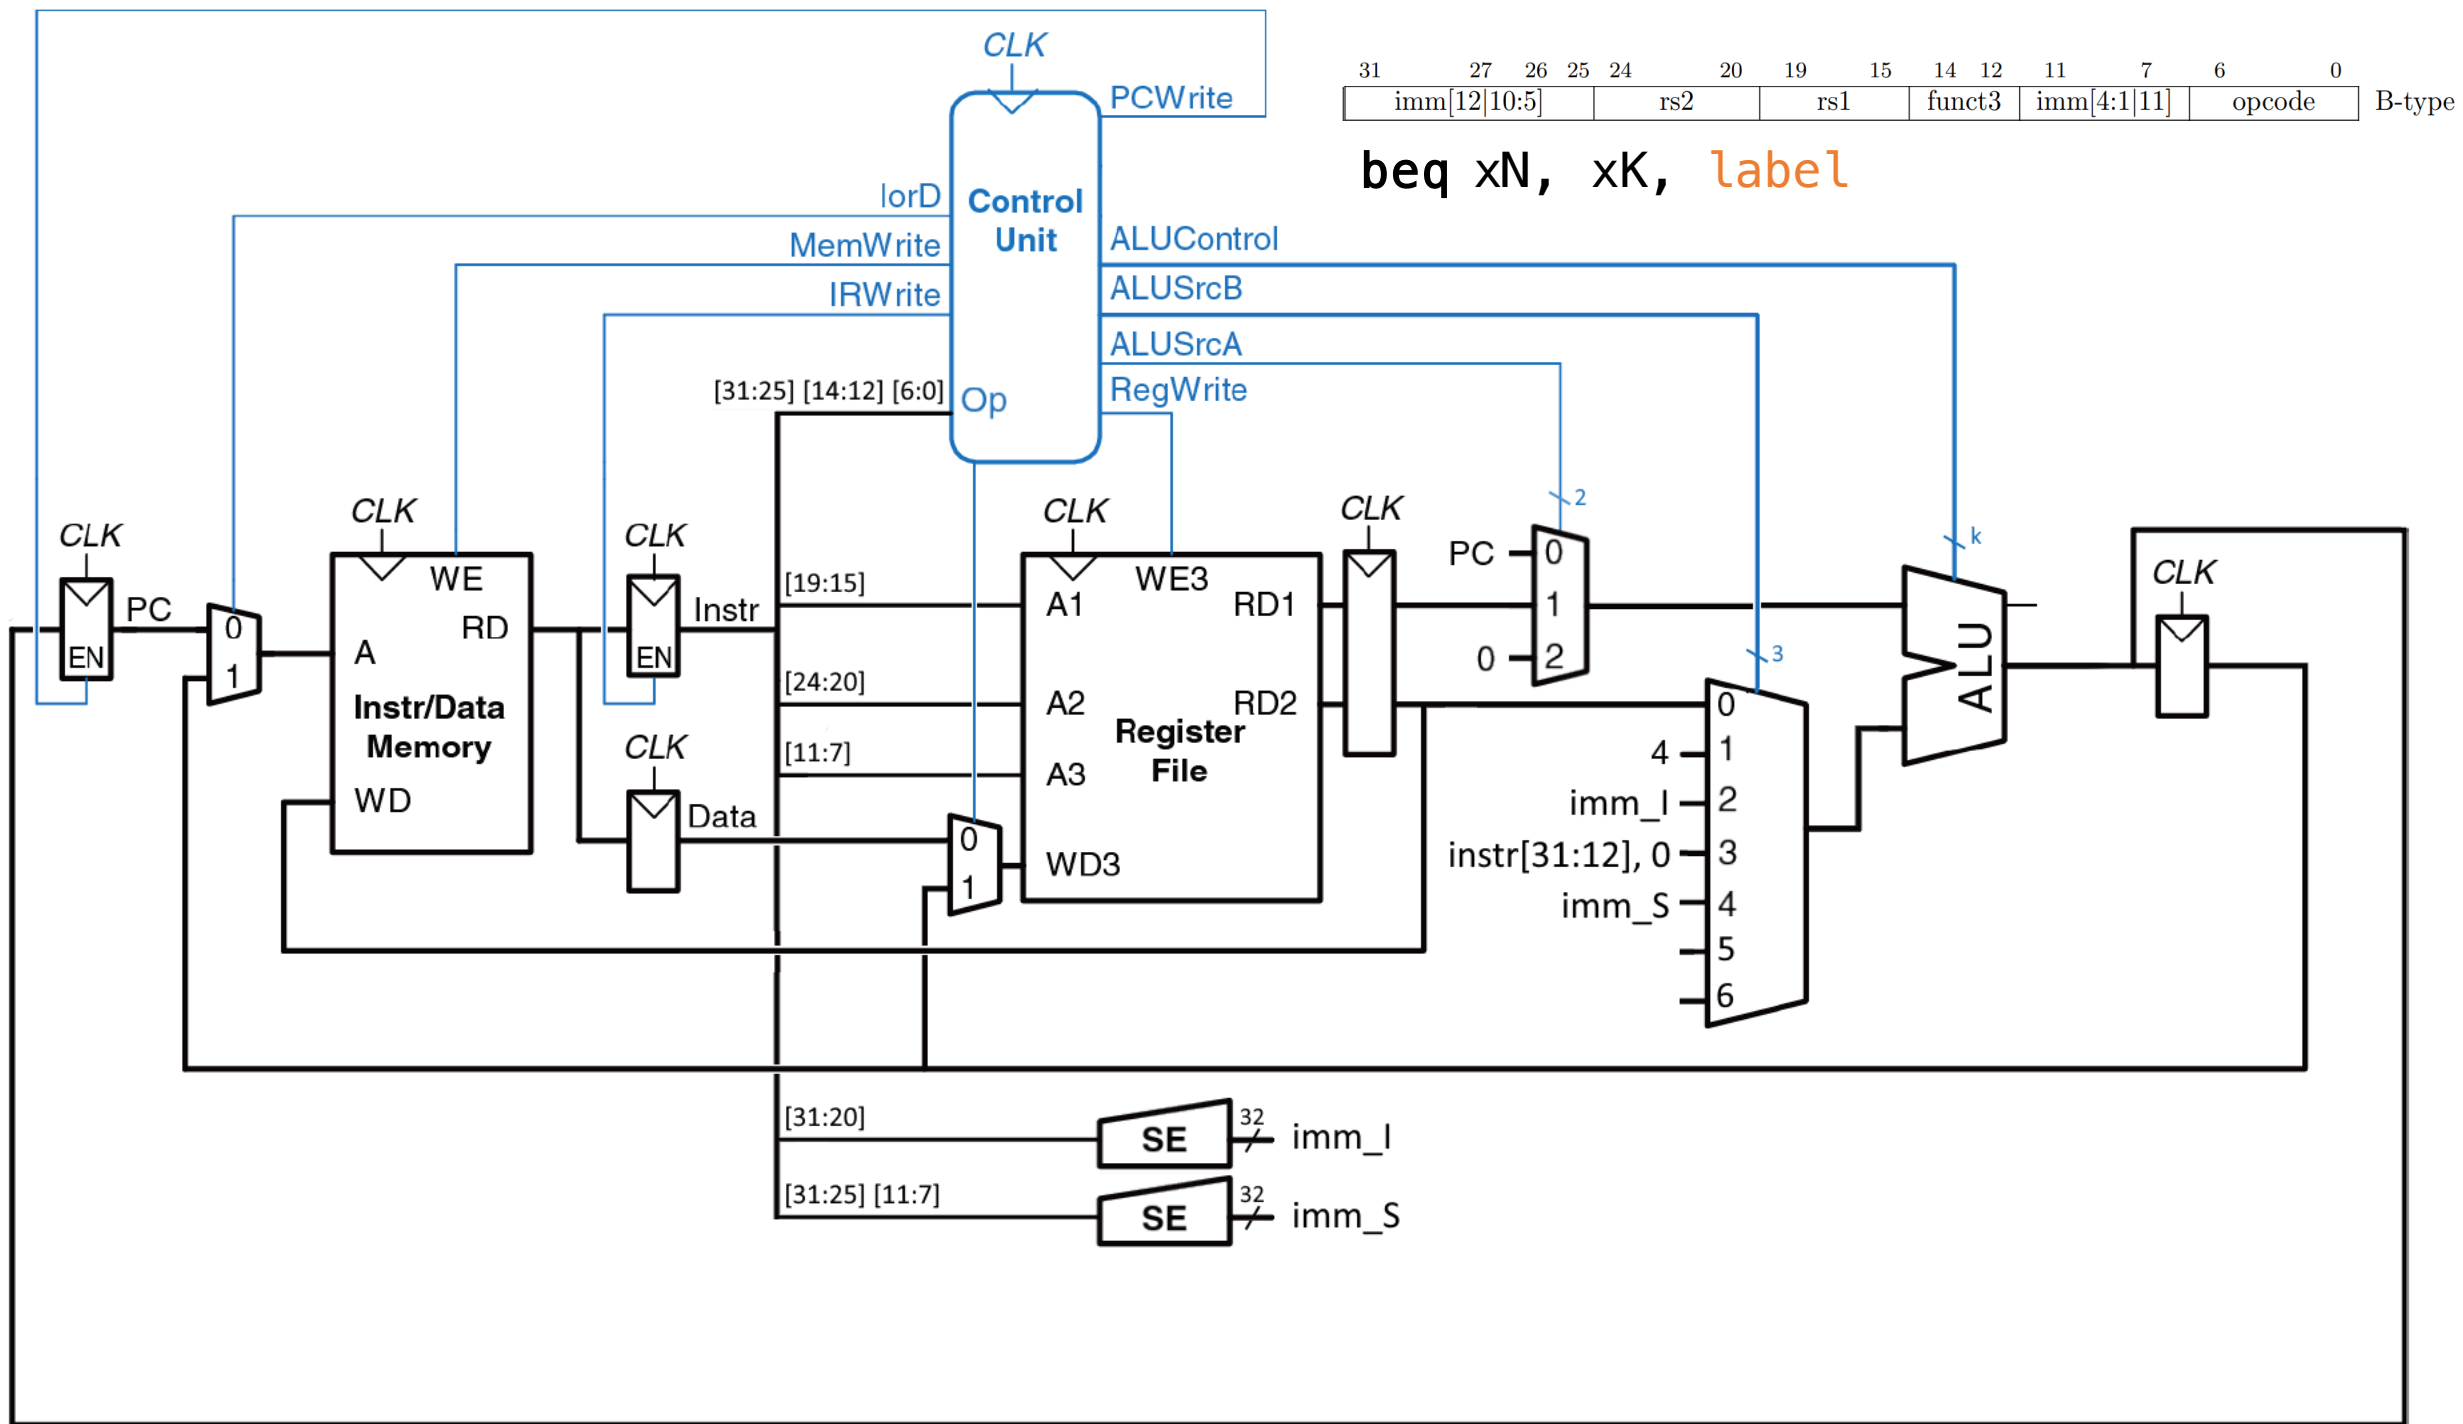 CLK
PCWrite
31 27 26 25 24 20 19 15 14 12 11 7 6 0
imm[12|10:5] rs2 rs1 funct3 imm[4:1|11] opcode B-type
beq xN, xK, label
IorD
Control
Unit
MemWrite
ALUControl
IRWrite
ALUSrcB
ALUSrcA
[31:25] [14:12] [6:0]
Op
RegWrite
2
k
CLK
CLK
CLK
CLK
CLK
CLK
PC
EN
0
1
WE
RD
A
Instr/Data
Memory
WD
EN
Instr
CLK
Data
[19:15]
[24:20]
[11:7]
0
1
WE3
A1
RD1
A2
RD2
Register
File
A3
WD3
PC 0
1
0 2
3
0
4 1
imm_I 2
instr[31:12], 0 3
imm_S 4
5
6
ALU
[31:20]
SE
32
imm_I
[31:25] [11:7]
SE
32
imm_S